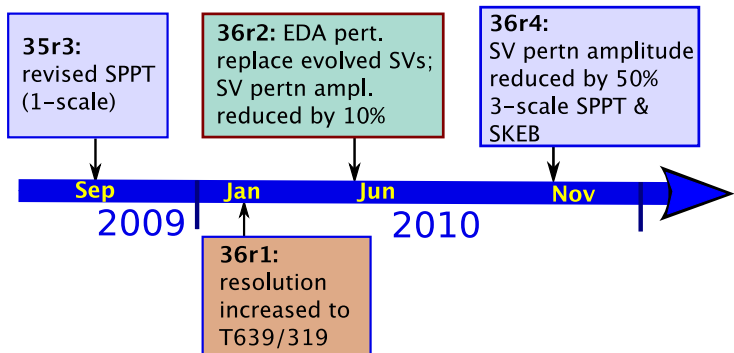 35r3:
revised SPPT
(1-scale)
36r2: EDA pert.
replace evolved SVs;
SV pertn ampl.
reduced by 10%
36r4:
SV pertn amplitude
reduced by 50%
3-scale SPPT &
SKEB
Sep
Jan
Jun
Nov
2009
2010
36r1:
resolution
increased to
T639/319